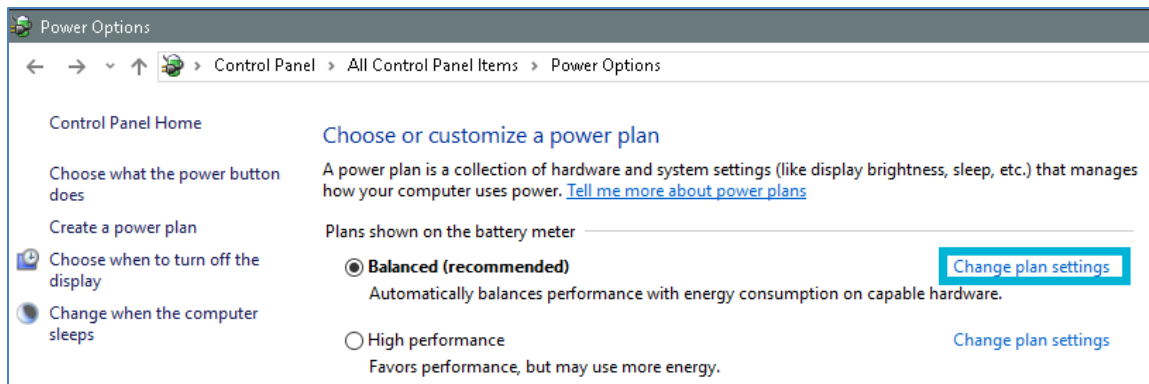 Power Options
Control Panel > All Control Panel Items > Power Options
Control Panel Home
Choose what the power button
does
Create a power plan
Choose when to turn off the
display
Change when the computer
sleeps
Choose or customize a power plan
A power plan is a collection of hardware and system settings (like display brightness, sleep, etc.) that manages
how your computer uses power. Tell me more about power plans
Plans shown on the battery meter
Balanced (recommended) Change plan settings
Automatically balances performance with energy consumption on capable hardware.
High performance Change plan settings
Favors performance, but may use more energy.